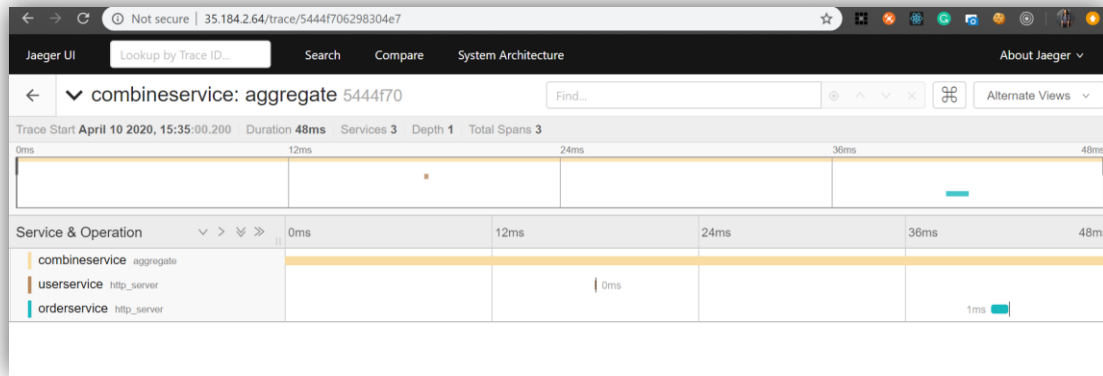 Not secure | 35.184.2.64/trace/5444f706298304e7
Jaeger UI Lookup by Trace ID... Search Compare System Architecture About Jaeger
combineservice: aggregate 5444f70 Find... Alternate Views
Trace Start April 10 2020, 15:35:00.200 Duration 48ms Services 3 Depth 1 Total Spans 3
0ms 12ms 24ms 36ms 48ms
Service & Operation 0ms 12ms 24ms 36ms 48m
combineservice aggregate
userservice http_server 0ms
orderservice http_server 1ms